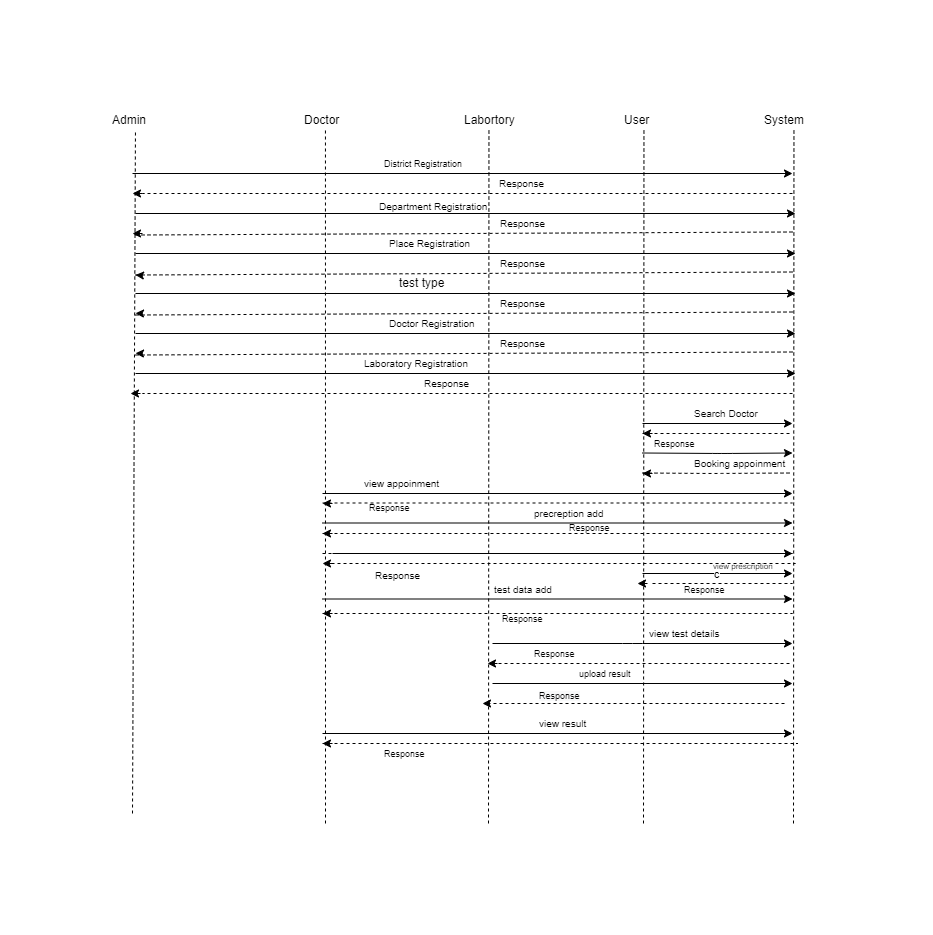 Admin
Doctor
Labortory
User
System
District Registration
Response
Department Registration
Response
Place Registration
Response
test type
Response
Doctor Registration
Response
Laboratory Registration
Response
Search Doctor
Response
Booking appoinment
view appoinment
Response
precreption add
Response
view prescription
C
Response
Response
test data add
Response
view test details
Response
upload result
Response
view result
Response